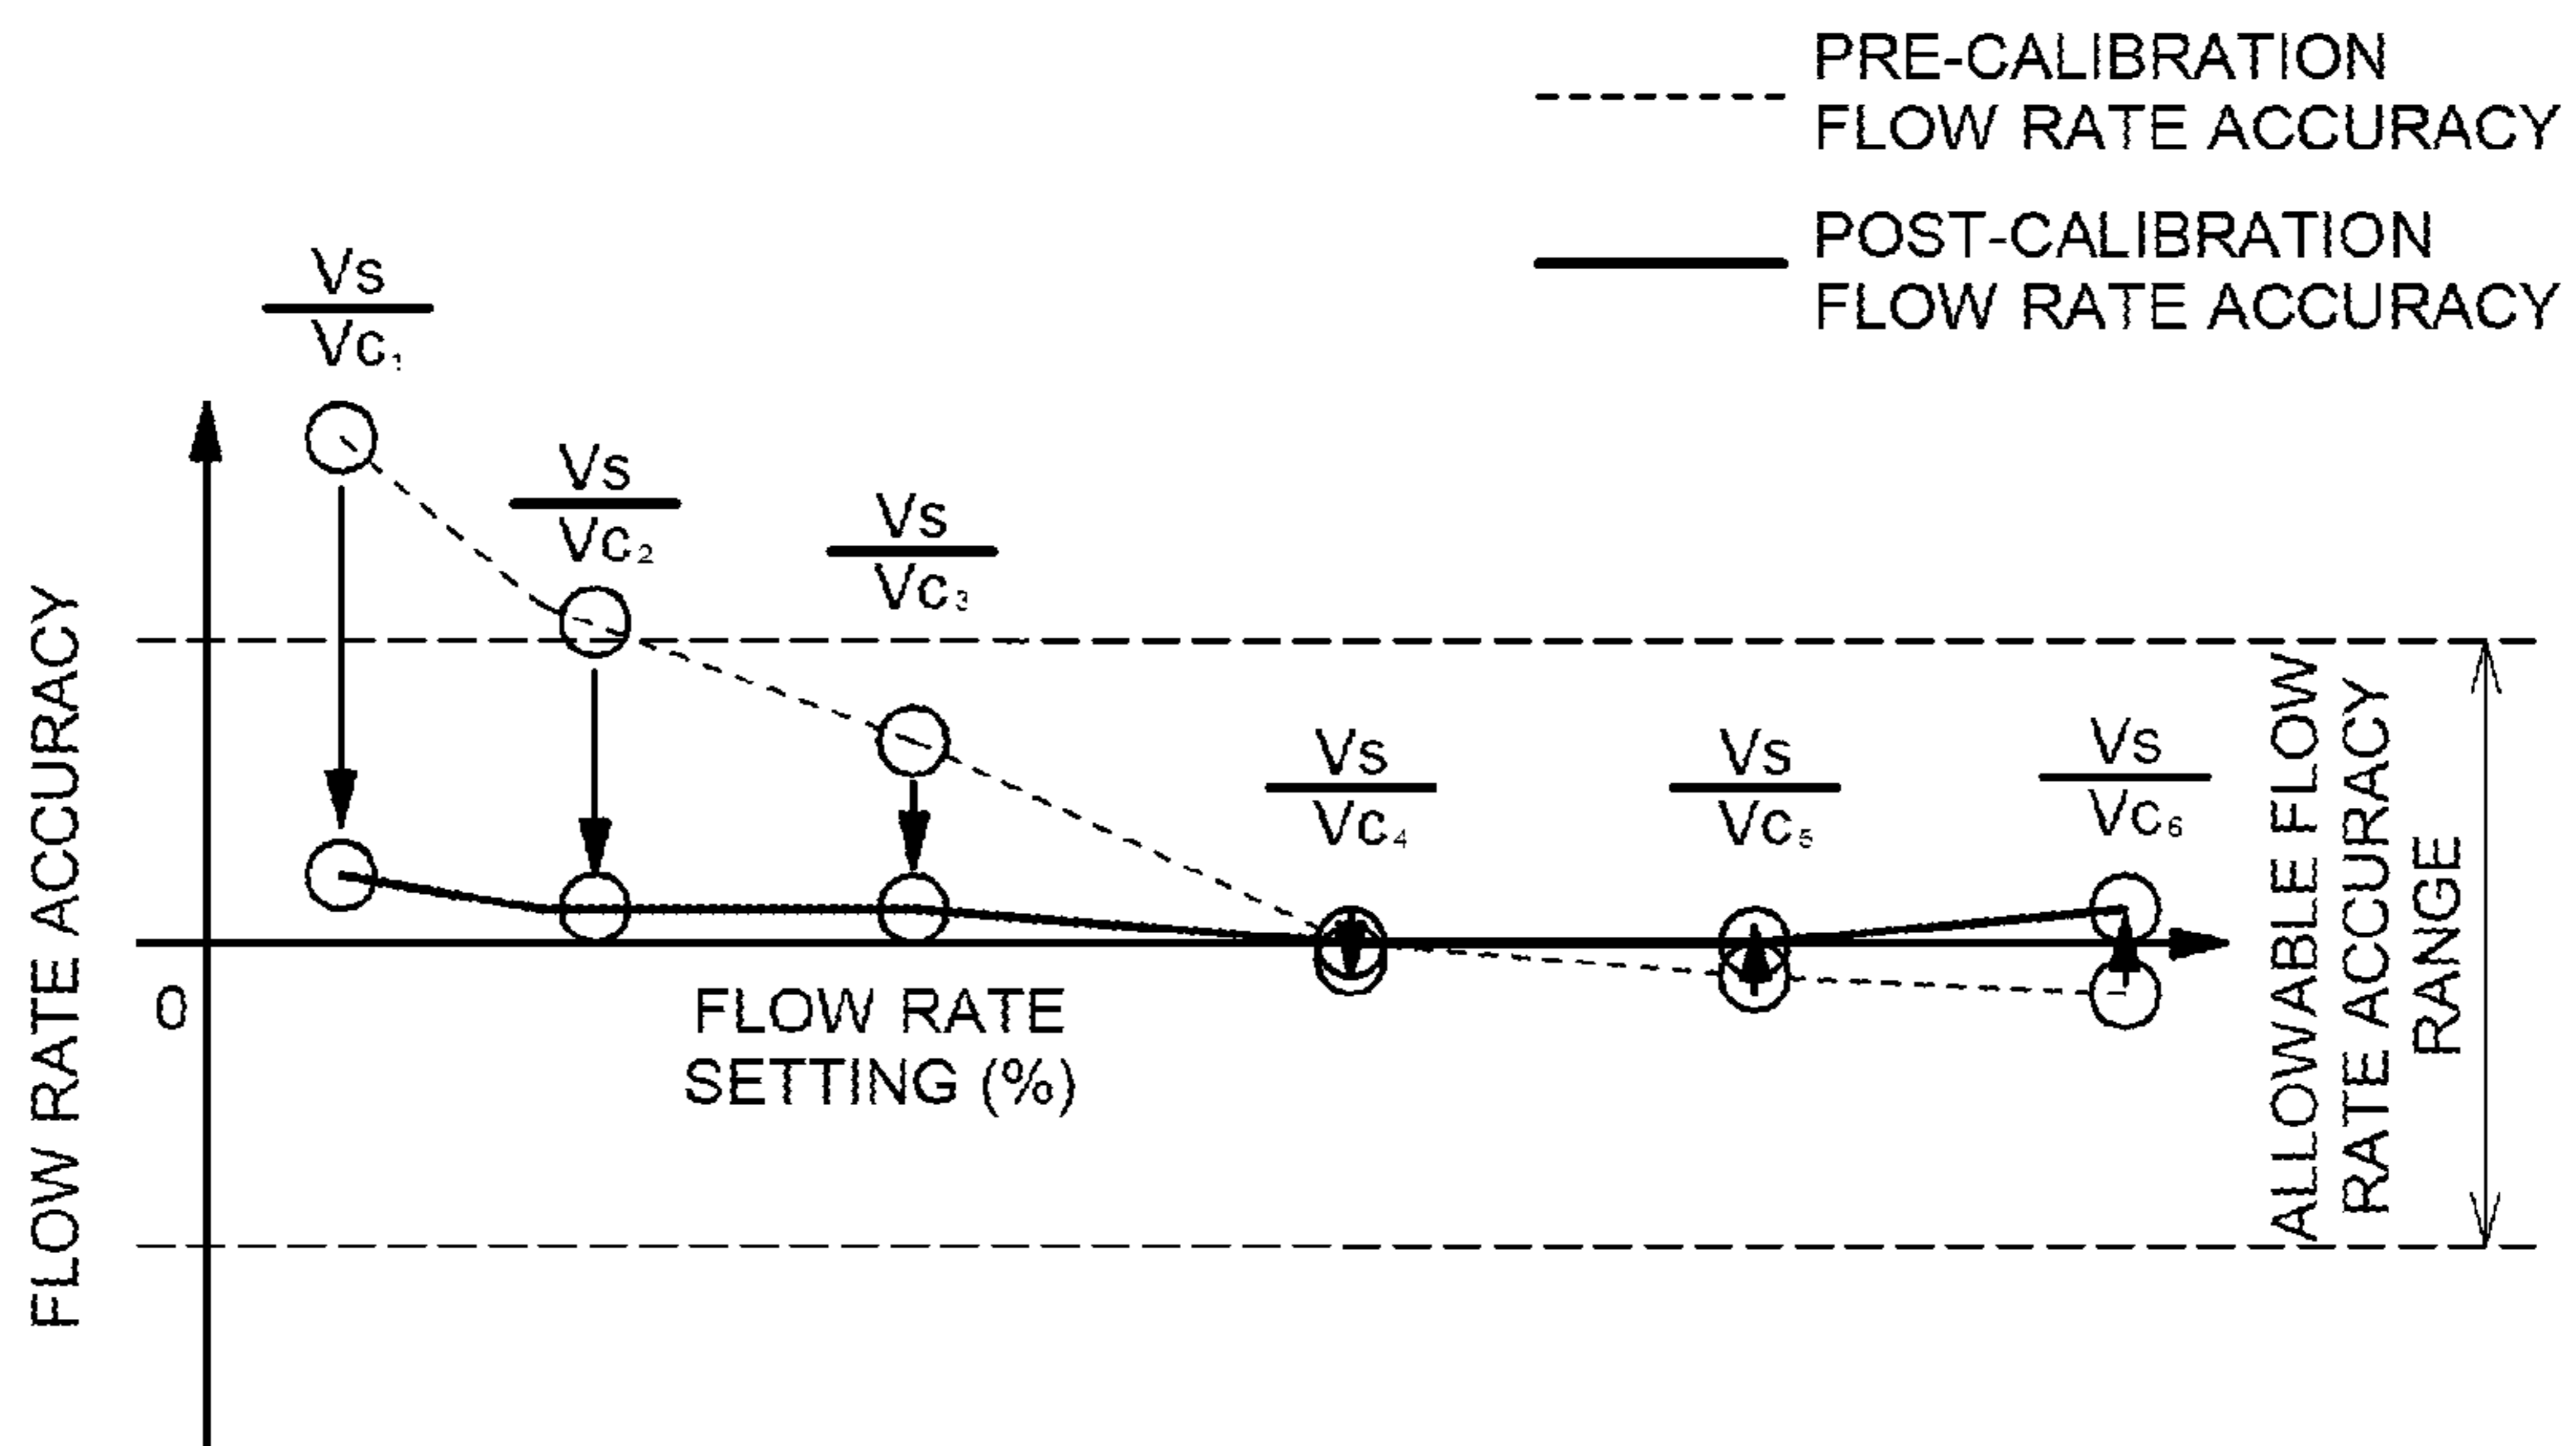 PRE-CALIBRATION
FLOW RATE ACCURACY
POST-CALIBRATION
FLOW RATE ACCURACY
Vs
Vc₁
Vs
Vc₂
Vs
Vc₃
Vs
Vc₄
Vs
Vc₅
Vs
Vc₆
FLOW RATE ACCURACY
0
FLOW RATE
SETTING (%)
ALLOWABLE FLOW
RATE ACCURACY
RANGE